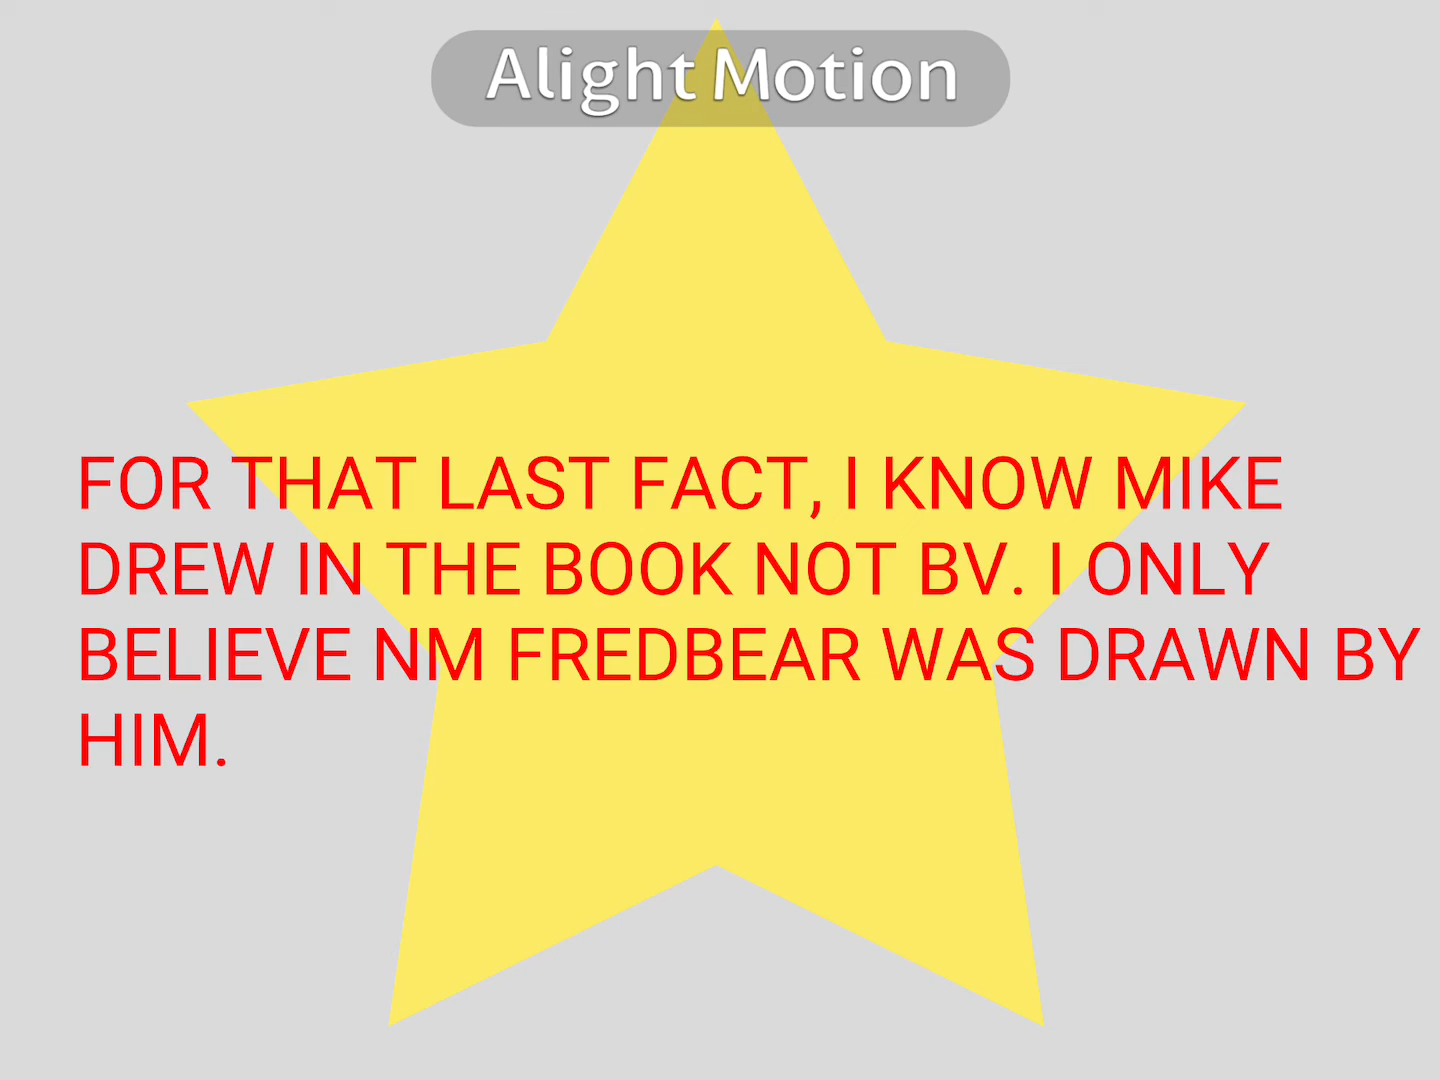 Alight Motion
FOR THAT LAST FACT, I KNOW MIKE
DREW IN THE BOOK NOT BV. I ONLY
BELIEVE NM FREDBEAR WAS DRAWN BY
HIM.